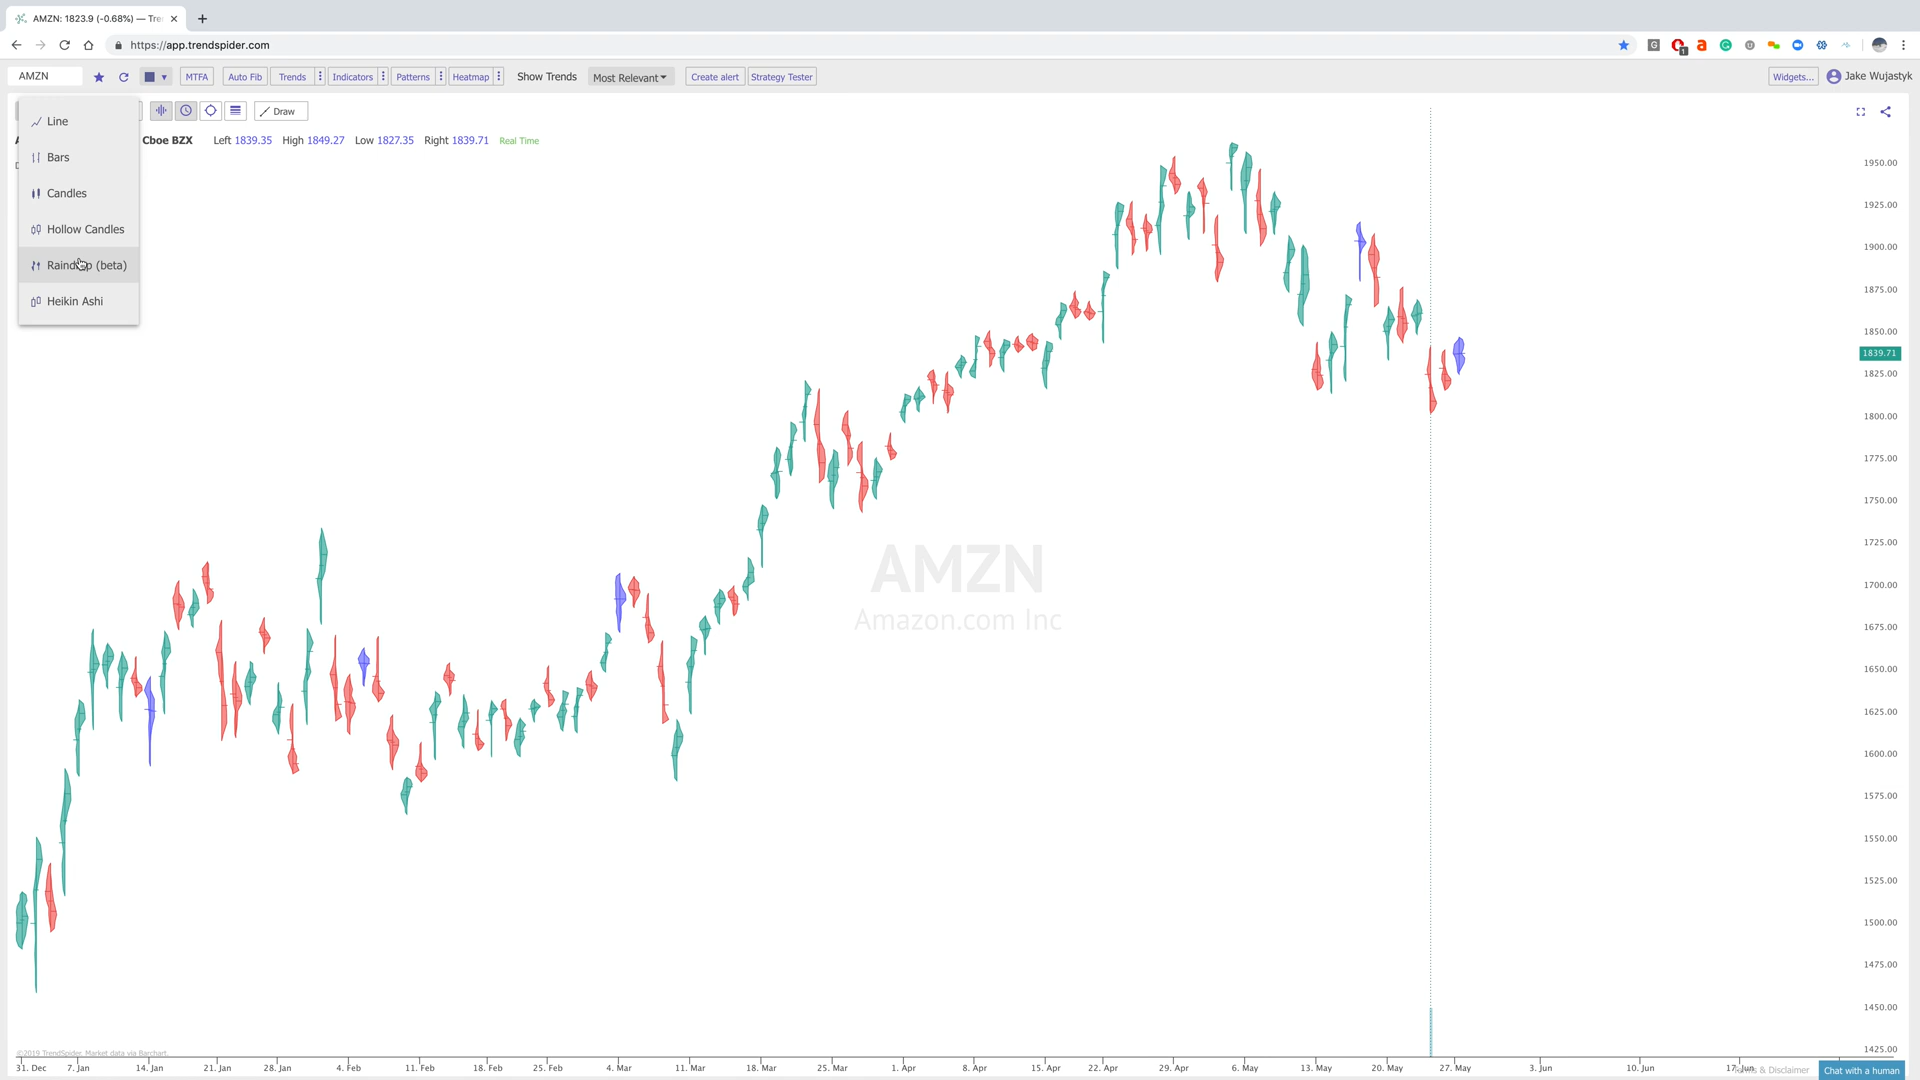 AMZN: 1823.9 (-0.68%) — Tre
https://app.trendspider.com
AMZN
MTFA
Auto Fib
Trends
Indicators
Patterns
Heatmap
Show Trends
Most Relevant
Create alert
Strategy Tester
Widgets...
Jake Wujastyk
Draw
Line
Bars
Candles
Hollow Candles
(beta)
Heikin Ashi
Cboe BZX Left 1839.35 High 1849.27 Low 1827.35 Right 1839.71 Real Time
1950.00
1925.00
1900.00
1875.00
1850.00
1839.71
1825.00
1800.00
1775.00
1750.00
1725.00
1700.00
1675.00
1650.00
1625.00
1600.00
1575.00
1550.00
1525.00
1500.00
1475.00
1450.00
1425.00
AMZN
Amazon.com Inc
©2019 TrendSpider. Market data via Barchart.
31. Dec 7. Jan 14. Jan 21. Jan 28. Jan 4. Feb 11. Feb 18. Feb 25. Feb 4. Mar 11. Mar 18. Mar 25. Mar 1. Apr 8. Apr 15. Apr 22. Apr 29. Apr 6. May 13. May 20. May 27. May 3. Jun 10. Jun 17. Jun
& Disclaimer
Chat with a human